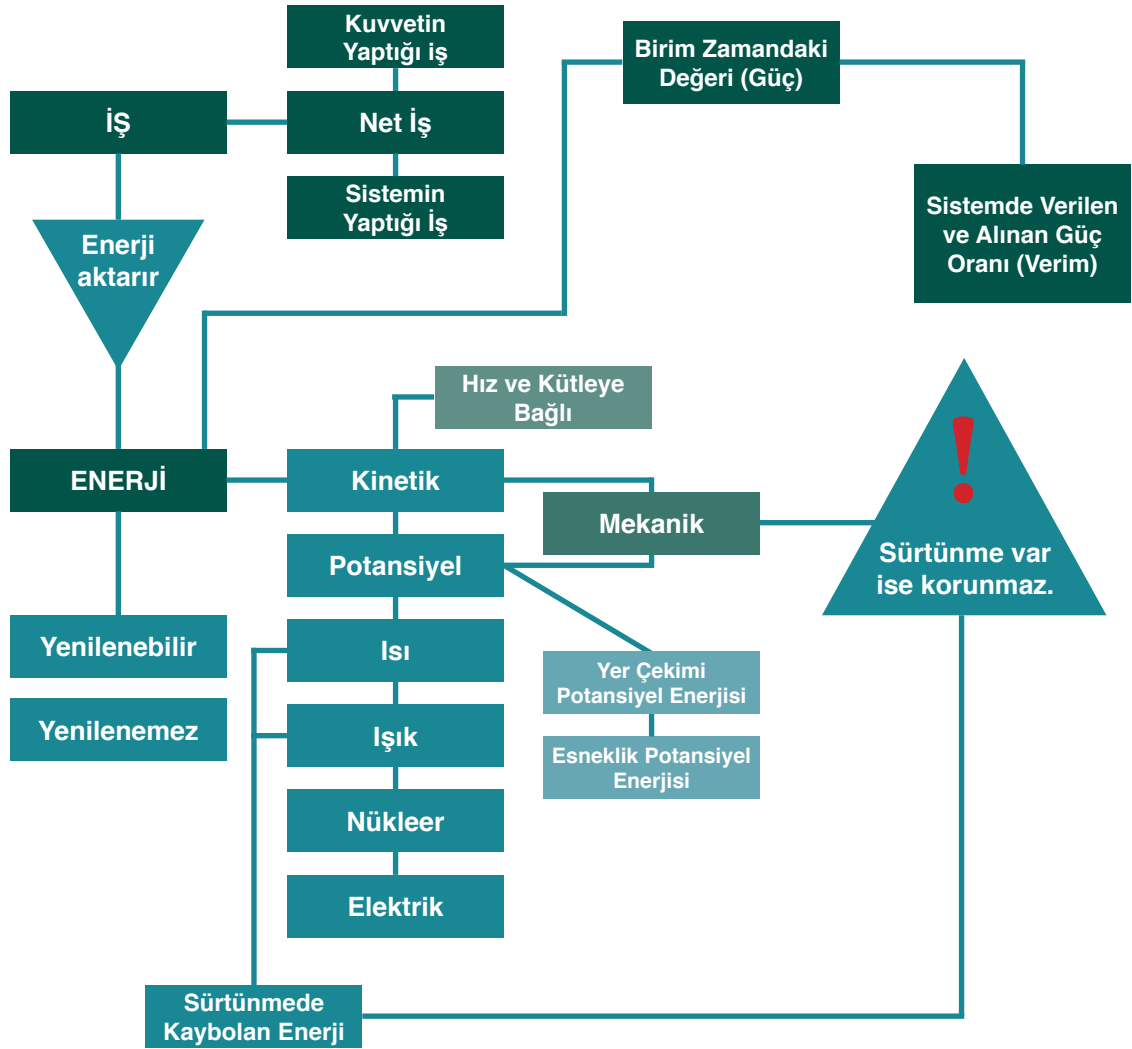 Kuvvetin
Yaptığı iş
Birim Zamandaki
Değeri (Güç)
İŞ
Net İş
Sistemin
Yaptığı İş
Sistemde Verilen
ve Alınan Güç
Oranı (Verim)
Enerji
aktarır
Hız ve Kütleye
Bağlı
ENERJİ
Kinetik
Mekanik
!
Sürtünme var
ise korunmaz.
Potansiyel
Yenilenebilir
Isı
Yer Çekimi
Potansiyel Enerjisi
Yenilenemez
Işık
Esneklik Potansiyel
Enerjisi
Nükleer
Elektrik
Sürtünmede
Kaybolan Enerji